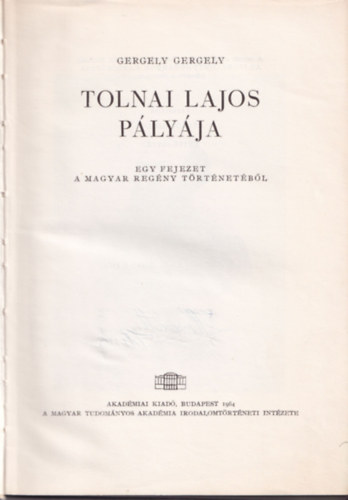 GERGELY GERGELY
TOLNAI LAJOS
PÁLYÁJA
EGY FEJEZET
A MAGYAR REGÉNY TÖRTÉNETÉBŐL
AKADÉMIAI KIADÓ, BUDAPEST 1964
A MAGYAR TUDOMÁNYOS AKADÉMIA IRODALOMTÖRTÉNETI INTÉZETE